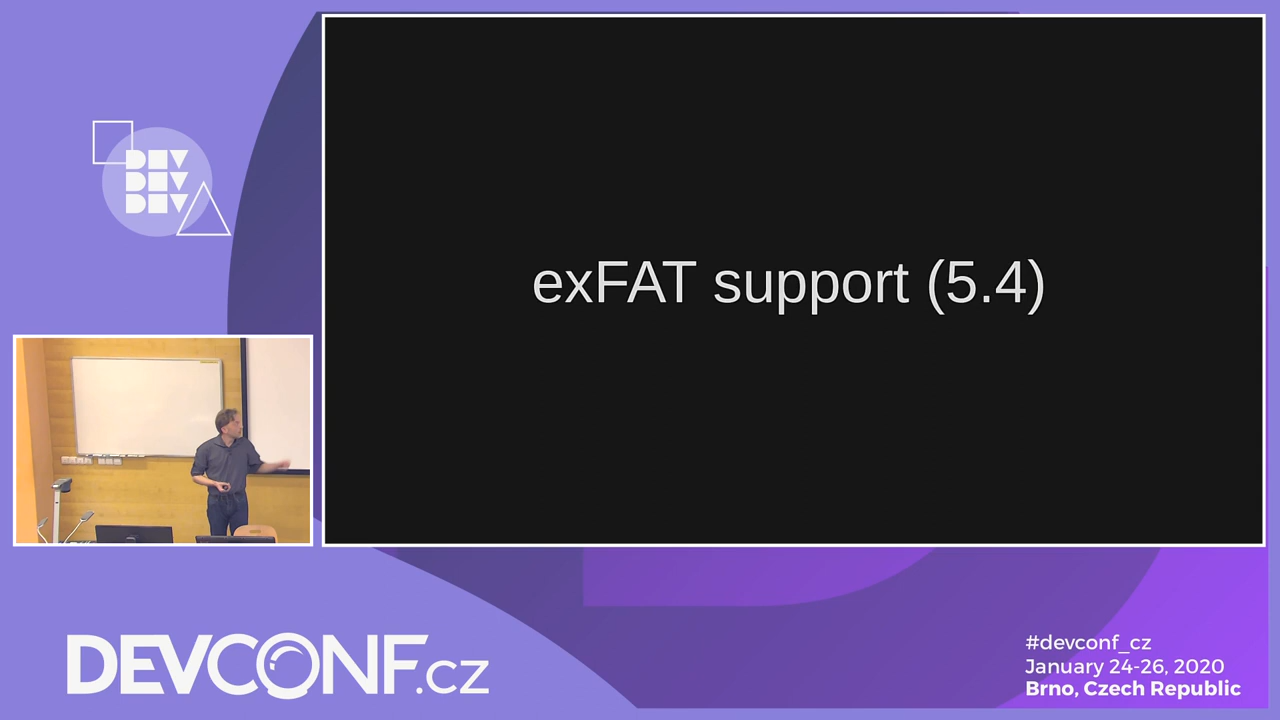 DEV
DEV
DEV
exFAT support (5.4)
DEVCONF.cz
#devconf_cz
January 24-26, 2020
Brno, Czech Republic